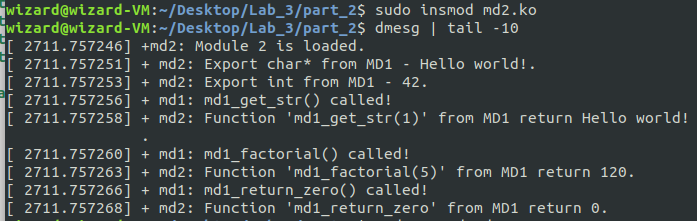 wizard@wizard-VM:~/Desktop/Lab_3/part_2$ sudo insmod md2.ko
wizard@wizard-VM:~/Desktop/Lab_3/part_2$ dmesg | tail -10
[ 2711.757246] +md2: Module 2 is loaded.
[ 2711.757251] + md2: Export char* from MD1 - Hello world!.
[ 2711.757253] + md2: Export int from MD1 - 42.
[ 2711.757256] + md1: md1_get_str() called!
[ 2711.757258] + md2: Function 'md1_get_str(1)' from MD1 return Hello world!
.
[ 2711.757260] + md1: md1_factorial() called!
[ 2711.757263] + md2: Function 'md1_factorial(5)' from MD1 return 120.
[ 2711.757266] + md1: md1_return_zero() called!
[ 2711.757268] + md2: Function 'md1_return_zero' from MD1 return 0.